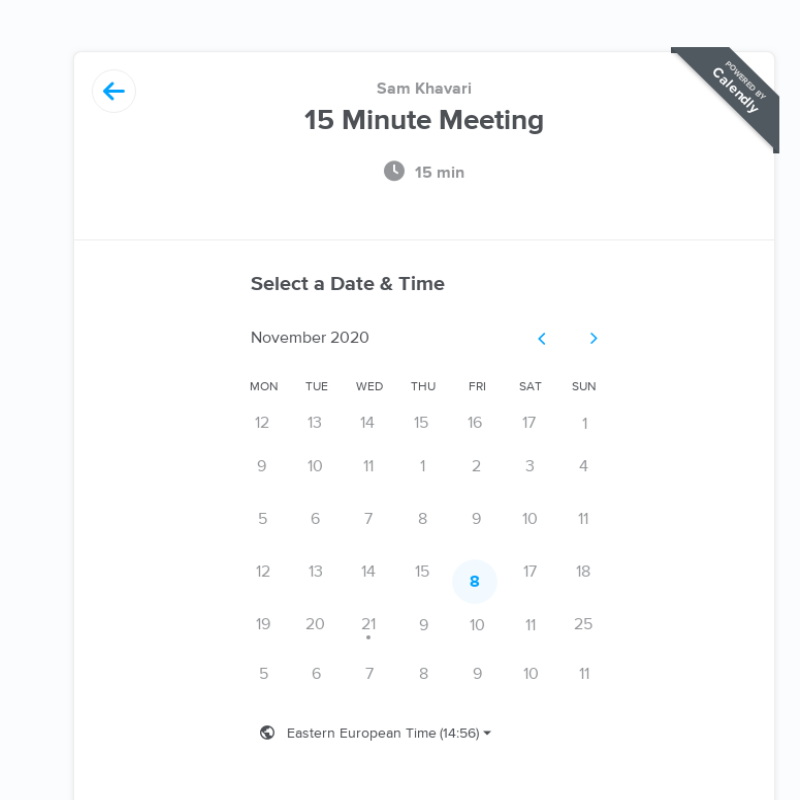 POWERED BY
Calendly
Sam Khavari
15 Minute Meeting
15 min
Select a Date & Time
November 2020
MON TUE WED THU FRI SAT SUN
12 13 14 15 16 17 1
9 10 11 1 2 3 4
5 6 7 8 9 10 11
12 13 14 15 8 17 18
19 20 21 9 10 11 25
5 6 7 8 9 10 11
Eastern European Time (14:56)